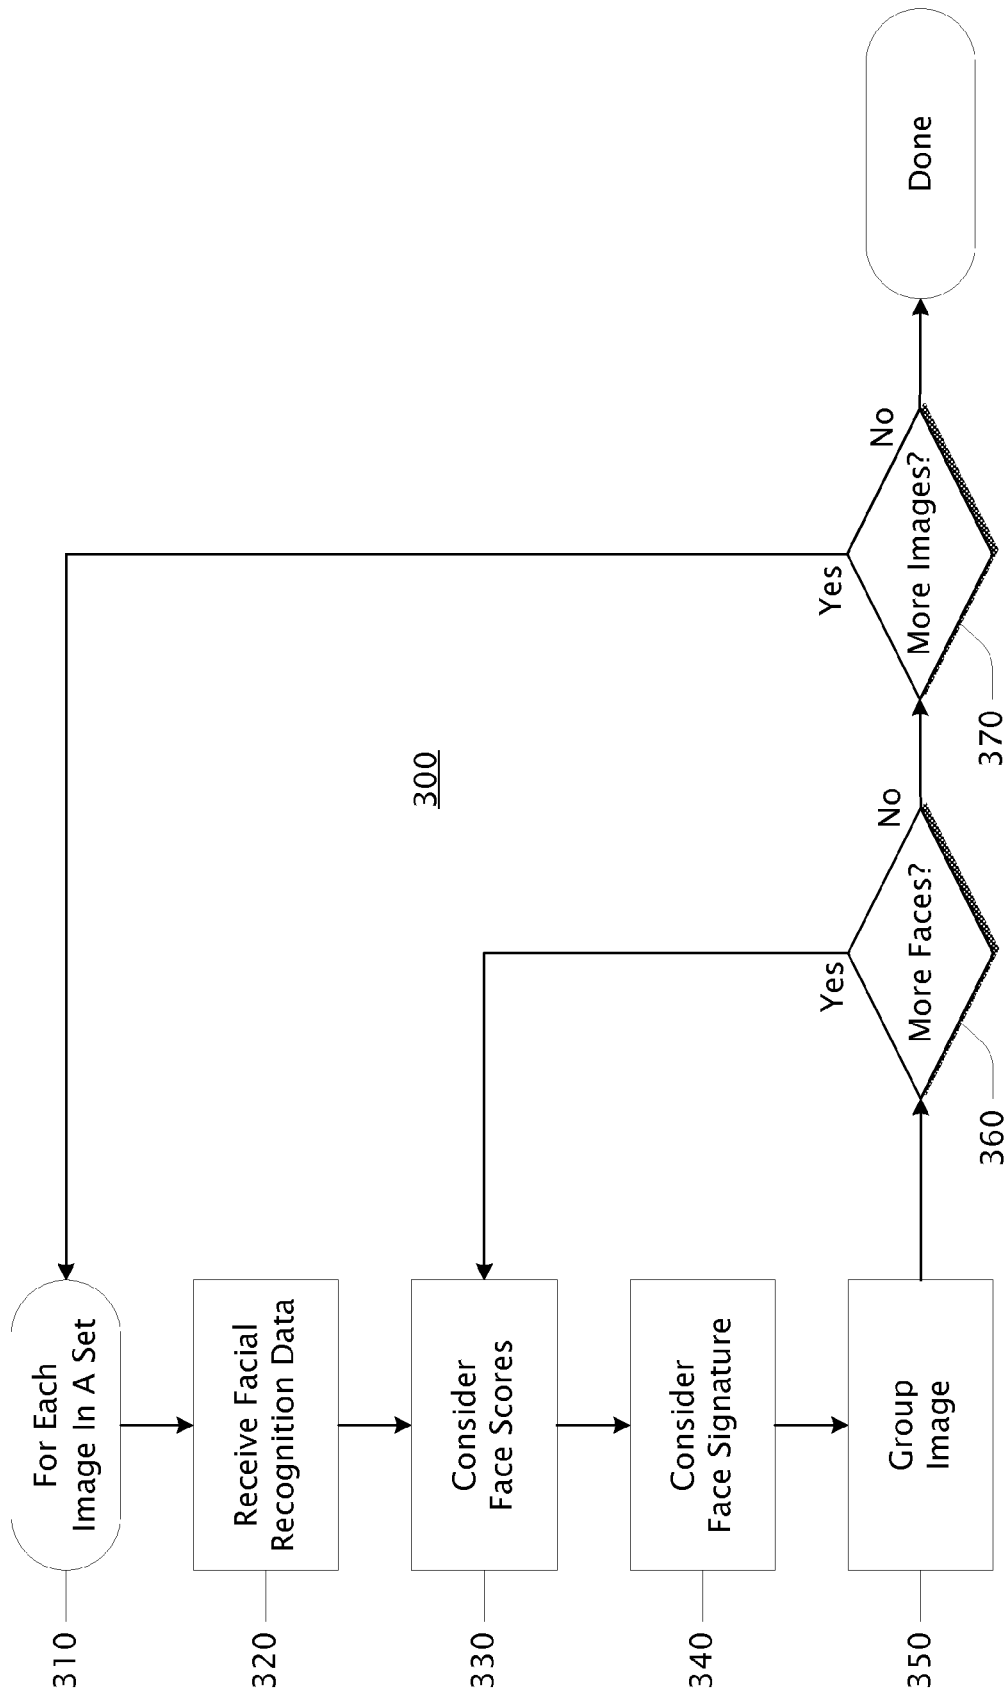 310
For Each
Image In A Set
320
Receive Facial
Recognition Data
330
Consider
Face Scores
340
Consider
Face Signature
350
Group
Image
300
Yes
More Faces?
No
360
Yes
More Images?
No
370
Done